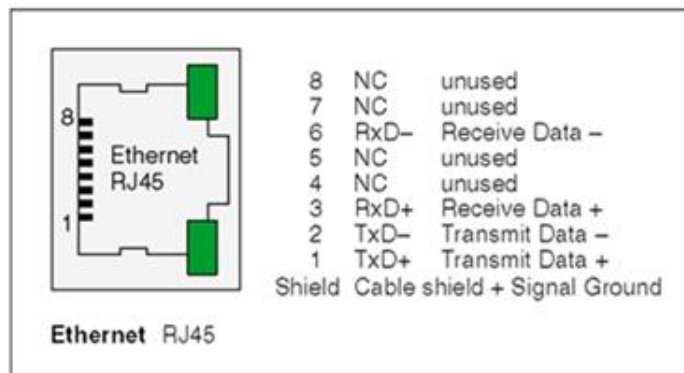 8 NC unused
7 NC unused
6 RxD– Receive Data –
5 NC unused
4 NC unused
3 RxD+ Receive Data +
2 TxD– Transmit Data –
1 TxD+ Transmit Data +
Shield Cable shield + Signal Ground
8
Ethernet
RJ45
1
Ethernet RJ45